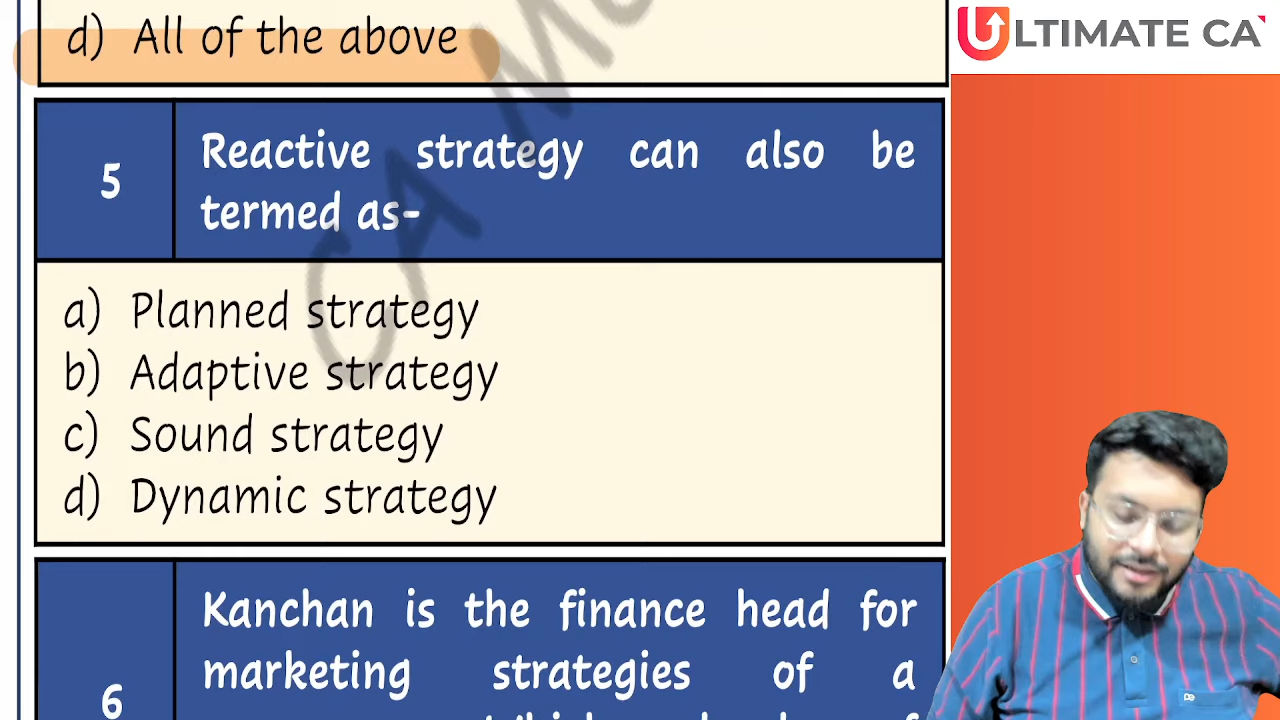 d) All of the above
ULTIMATE CA
5
Reactive strategy can also be
termed as-
a) Planned strategy
b) Adaptive strategy
c) Sound strategy
d) Dynamic strategy
6
Kanchan is the finance head for
marketing strategies of a
CA